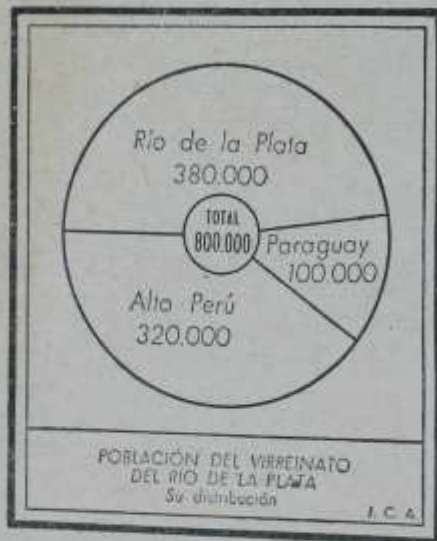 Río de la Plata
380.000
TOTAL
800.000
Paraguay
100.000
Alto Perú
320.000
POBLACIÓN DEL VIRREINATO
DEL RIO DE LA PLATA
Su distribución
J. C. A.